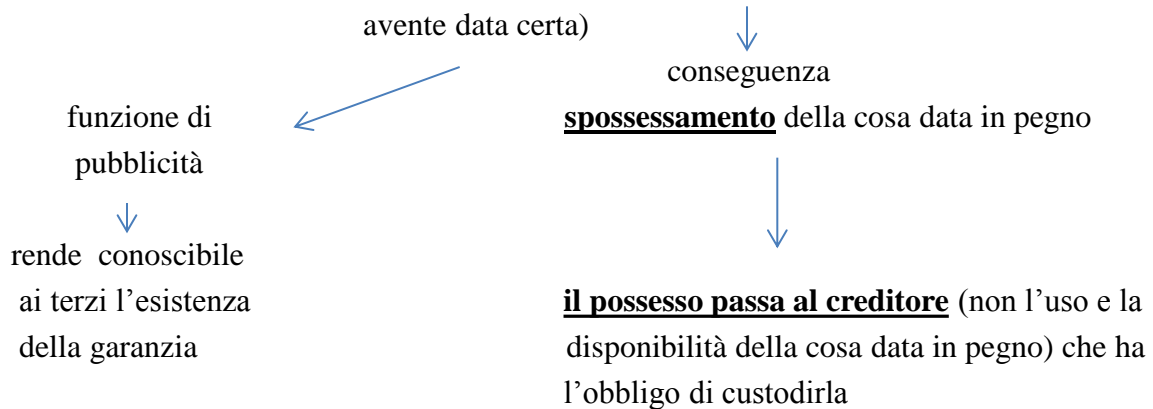 avente data certa)
conseguenza
funzione di
pubblicità
spossessamento della cosa data in pegno
rende conoscibile
ai terzi l’esistenza
della garanzia
il possesso passa al creditore (non l’uso e la
disponibilità della cosa data in pegno) che ha
l’obbligo di custodirla